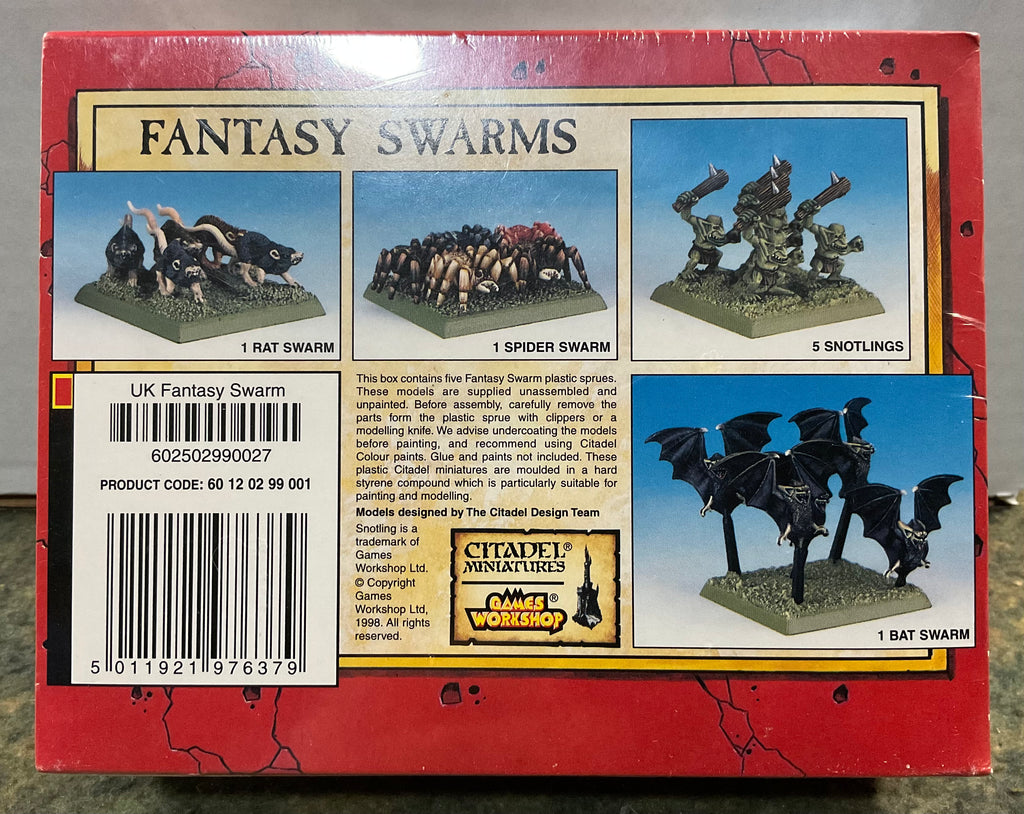 FANTASY SWARMS
1 RAT SWARM
1 SPIDER SWARM
5 SNOTLINGS
UK Fantasy Swarm
602502990027
PRODUCT CODE: 60 12 02 99 001
5 011921 976379
This box contains five Fantasy Swarm plastic sprues.
These models are supplied unassembled and
unpainted. Before assembly, carefully remove the
parts form the plastic sprue with clippers or a
modelling knife. We advise undercoating the models
before painting, and recommend using Citadel
Colour paints. Glue and paints not included. These
plastic Citadel miniatures are moulded in a hard
styrene compound which is particularly suitable for
painting and modelling.
Models designed by The Citadel Design Team
Snotling is a
trademark of
Games
Workshop Ltd.
© Copyright
Games
Workshop Ltd,
1998. All rights
reserved.
CITADEL®
MINIATURES
GAMES®
WORKSHOP
1 BAT SWARM